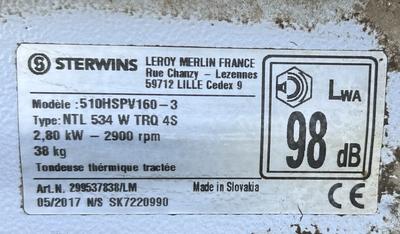 S STERWINS
LEROY MERLIN FRANCE
Rue Chanzy - Lezennes
59712 LILLE Cedex 9
Modèle : 510HSPV160-3
Type: NTL 534 W TRQ 4S
2,80 kW - 2900 rpm
38 kg
Tondeuse thermique tractée
Art.N. 299537838/LM
Made in Slovakia
05/2017 N/S SK7220990
LWA
98 dB
CE